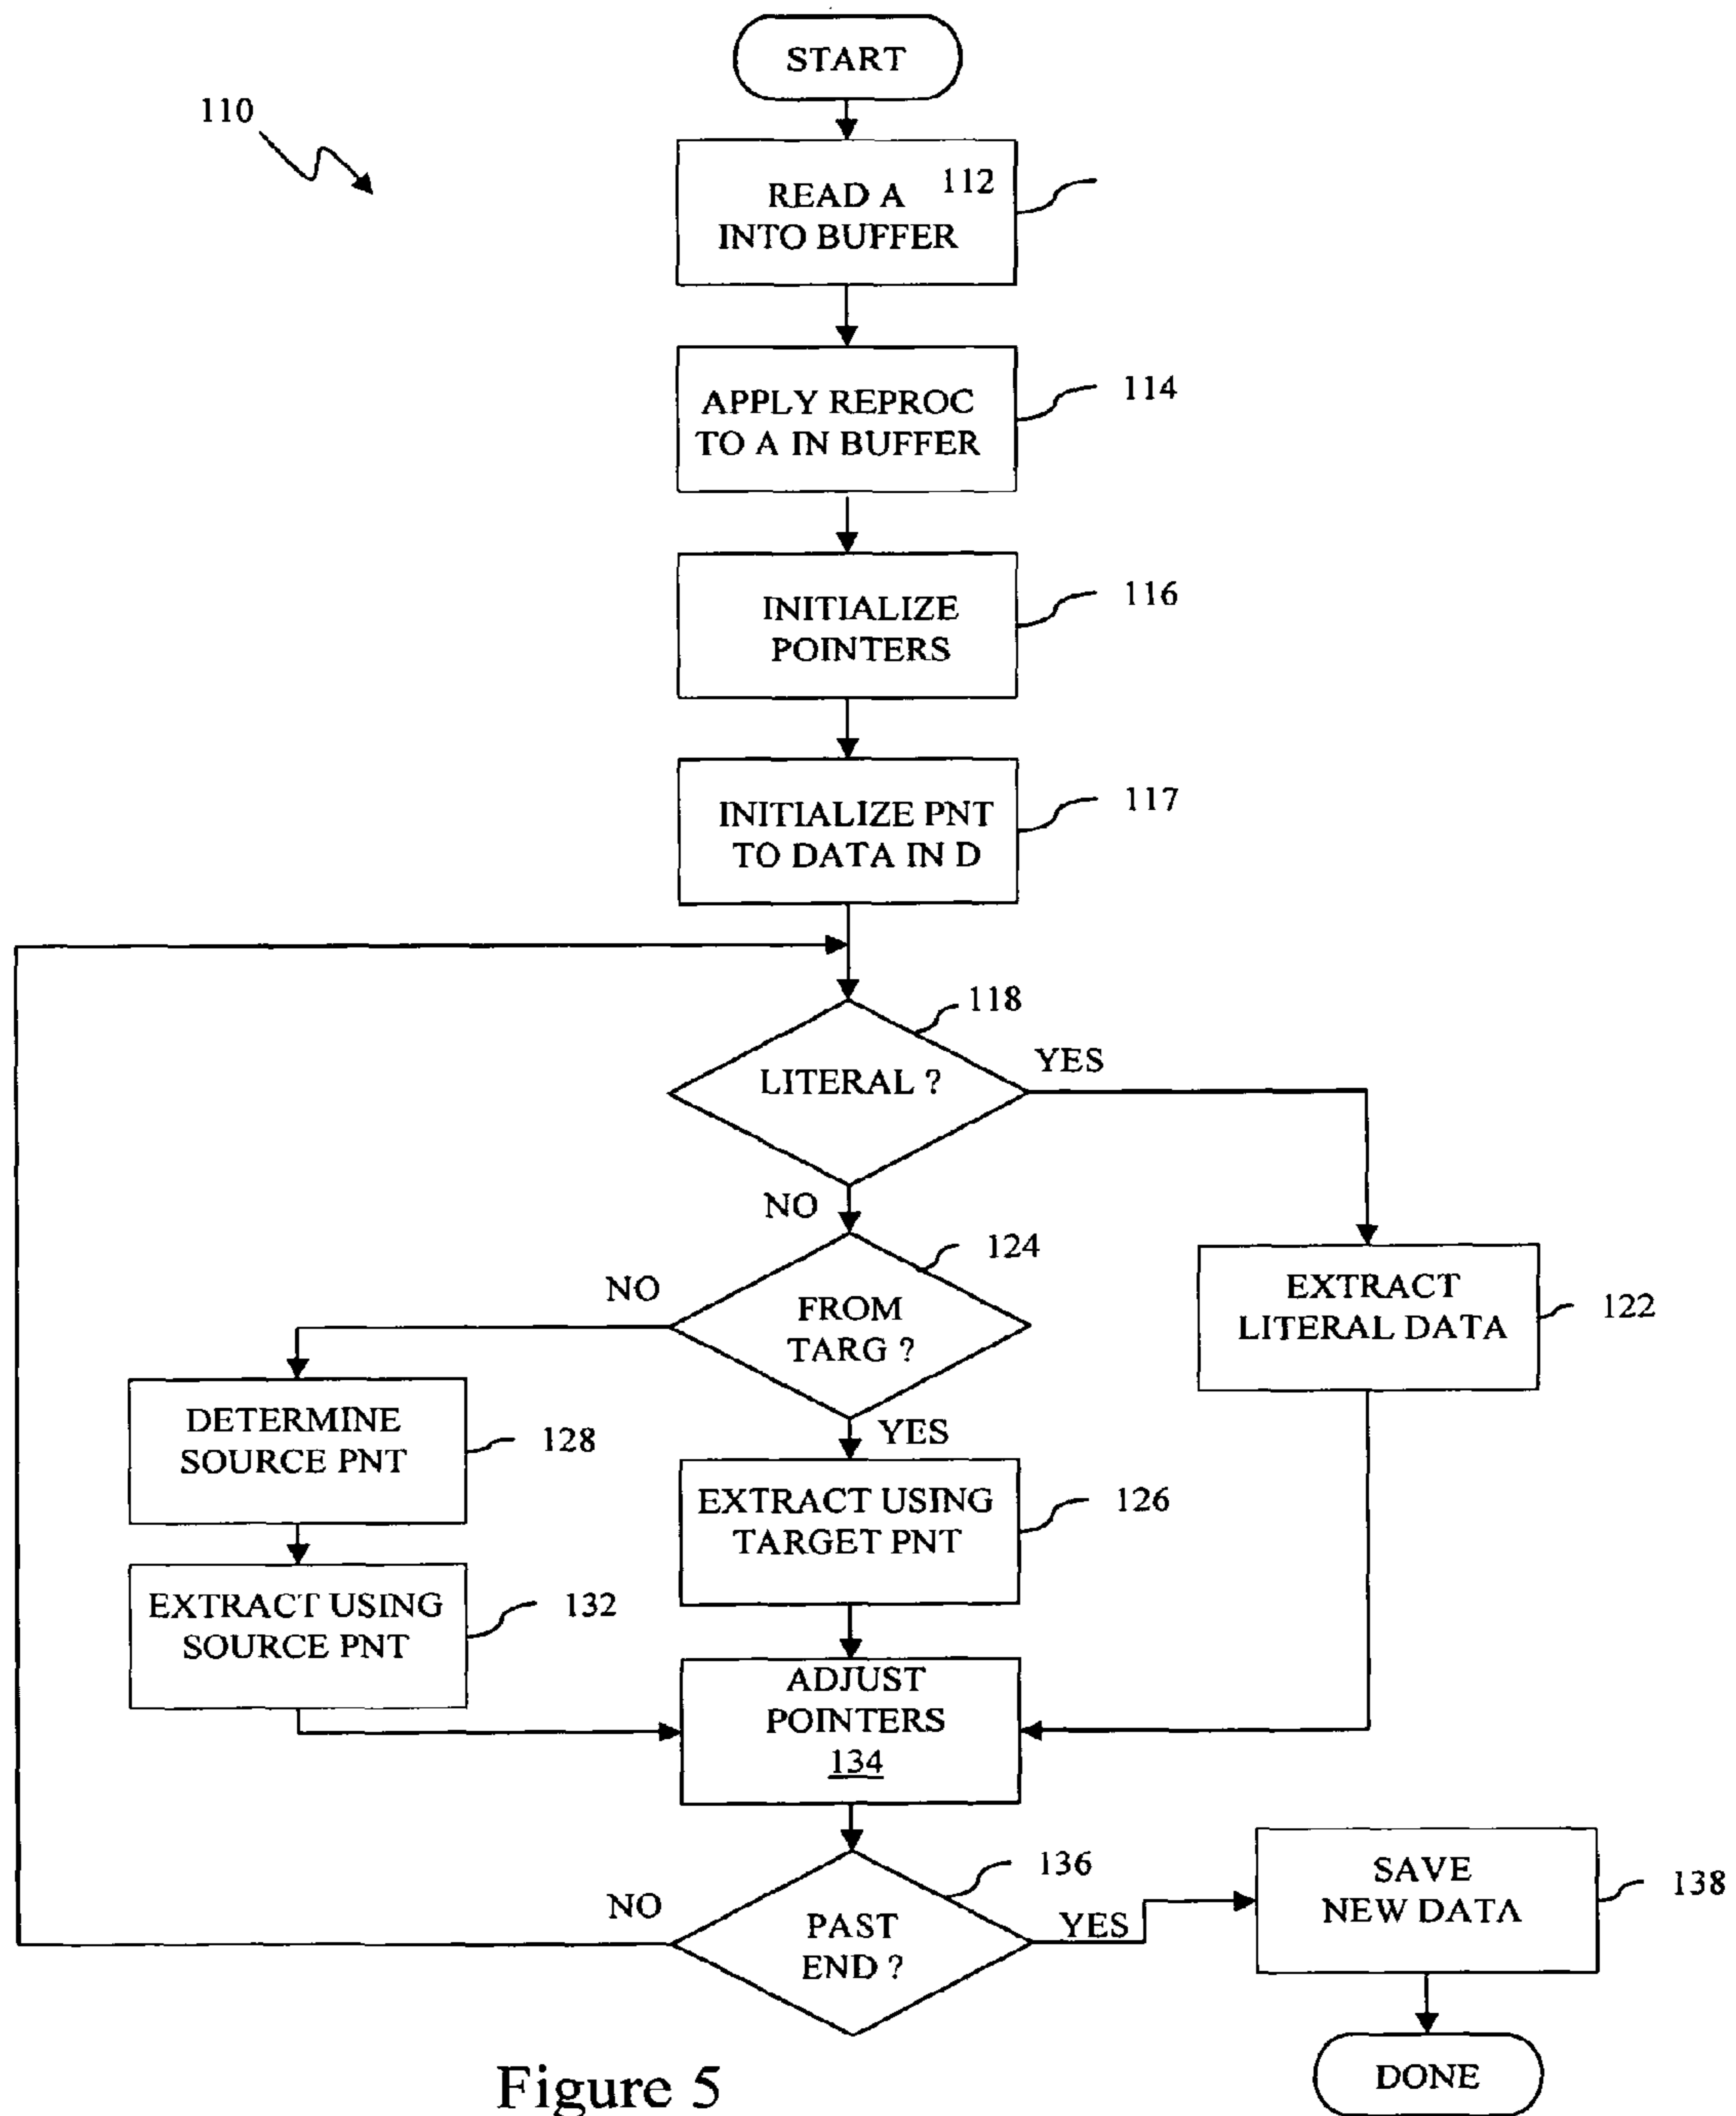 START
110
READ A
112
INTO BUFFER
APPLY REPROC
TO A IN BUFFER
114
INITIALIZE
POINTERS
116
INITIALIZE PNT
TO DATA IN D
117
118
LITERAL ?
YES
NO
124
FROM
TARG ?
NO
YES
EXTRACT
LITERAL DATA
122
DETERMINE
SOURCE PNT
128
EXTRACT USING
TARGET PNT
126
EXTRACT USING
SOURCE PNT
132
ADJUST
POINTERS
134
136
PAST
END ?
NO
YES
SAVE
NEW DATA
138
DONE
Figure 5